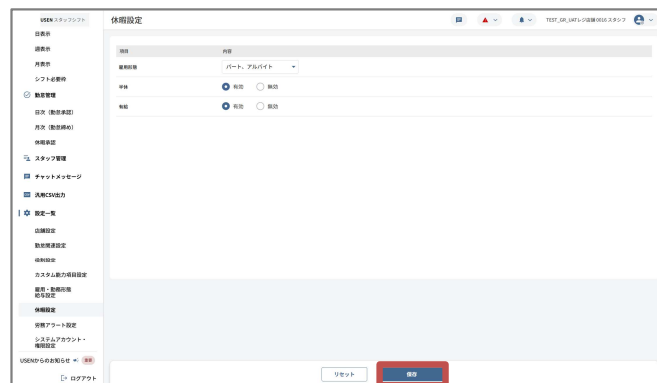 USEN スタッフシフト
日表示
週表示
月表示
シフト必要枠
勤怠管理
日次（勤怠承認）
月次（勤怠締め）
休暇承認
スタッフ管理
チャットメッセージ
汎用CSV出力
設定一覧
店舗設定
勤怠関連設定
役割設定
カスタム能力項目設定
雇用・勤務形態
給与設定
休暇設定
労務アラート設定
システムアカウント・
権限設定
USENからのお知らせ 重要
ログアウト
休暇設定
TEST_GR_UATレジ店舗 0010 スタシフ
項目 内容
雇用形態 パート、アルバイト
半休 有効 無効
有給 有効 無効
リセット 保存